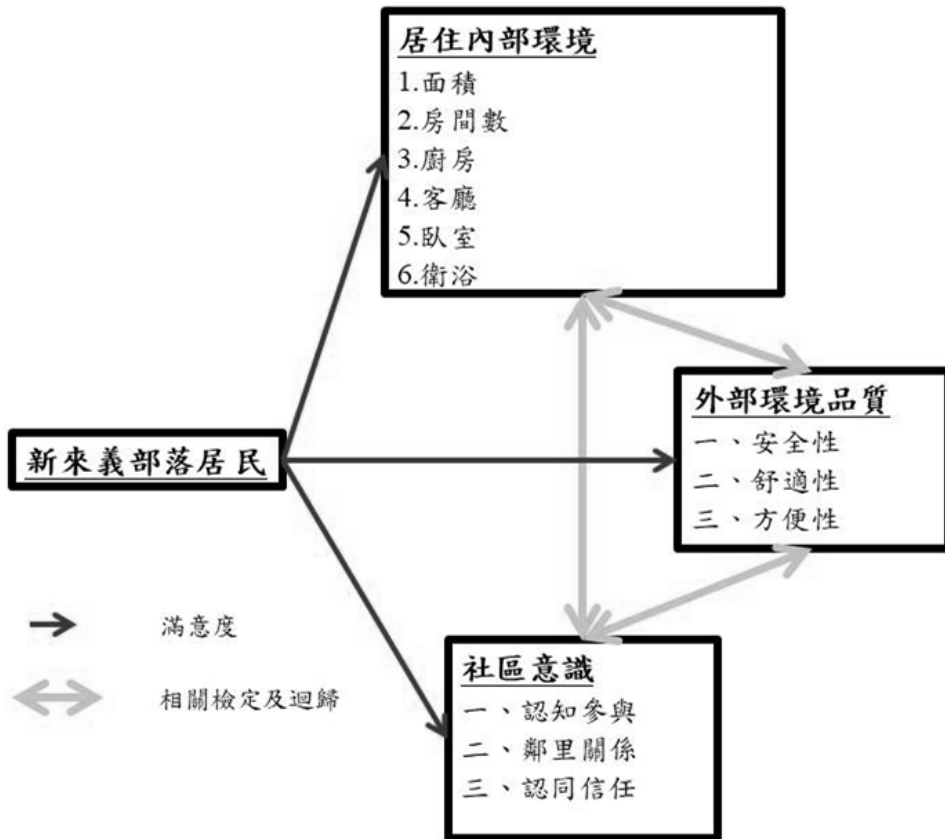 居住內部環境
1.面積
2.房間數
3.廚房
4.客廳
5.臥室
6.衛浴
外部環境品質
一、安全性
二、舒適性
三、方便性
新來義部落居民
滿意度
相關檢定及迴歸
社區意識
一、認知參與
二、鄰里關係
三、認同信任